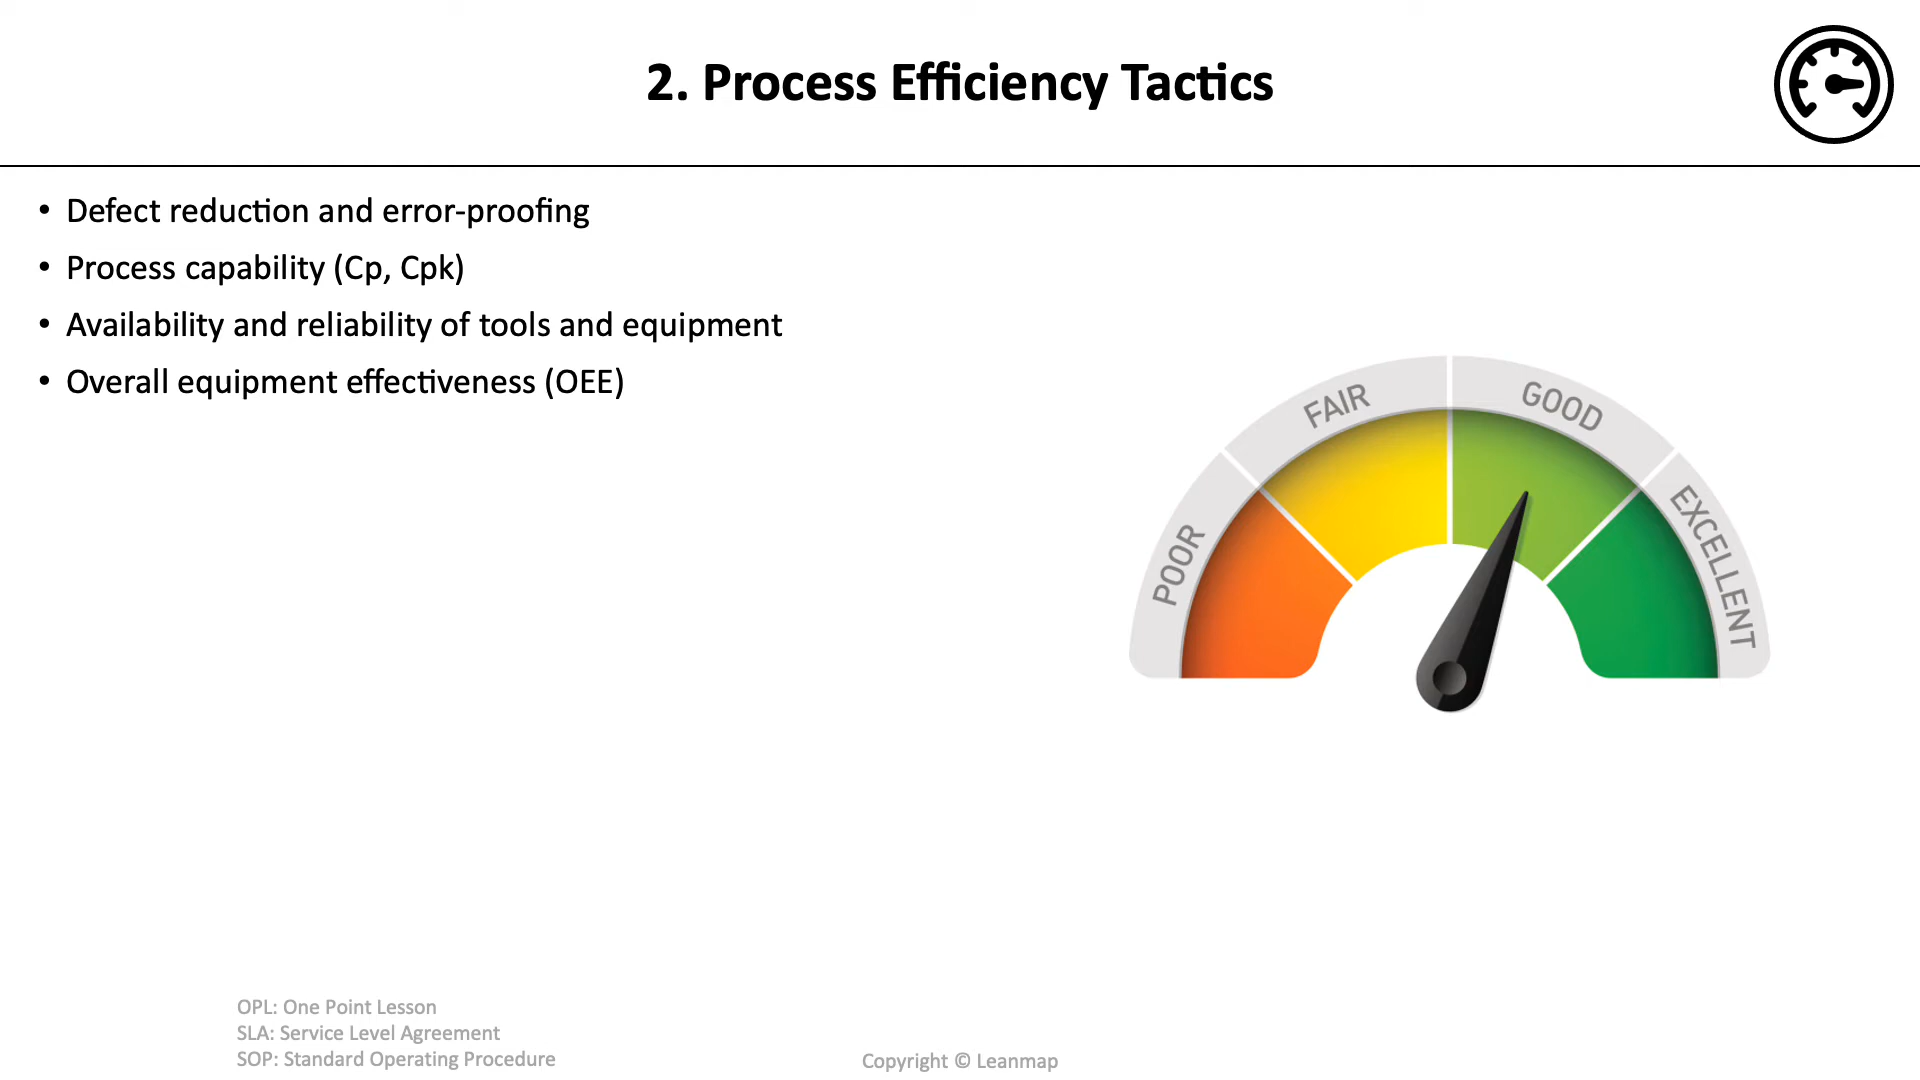 2. Process Efficiency Tactics
• Defect reduction and error-proofing
• Process capability (Cp, Cpk)
• Availability and reliability of tools and equipment
• Overall equipment effectiveness (OEE)
POOR
FAIR
GOOD
EXCELLENT
OPL: One Point Lesson
SLA: Service Level Agreement
SOP: Standard Operating Procedure
Copyright © Leanmap